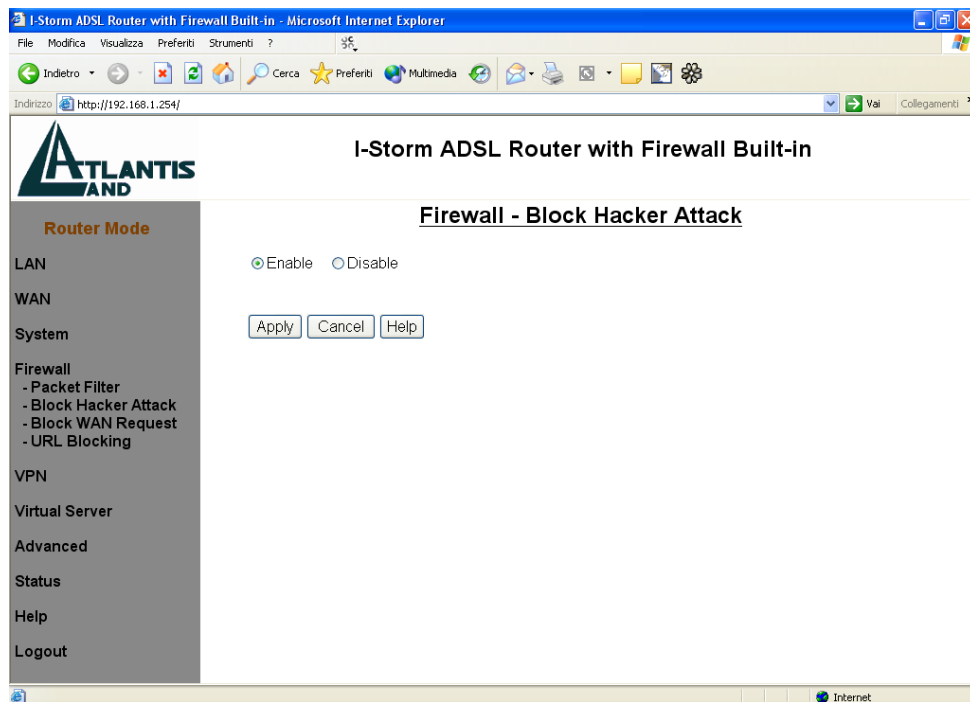 I-Storm ADSL Router with Firewall Built-in - Microsoft Internet Explorer
File Modifica Visualizza Preferiti Strumenti ?
Indietro Cerca Preferiti Multimedia
Indirizzo http://192.168.1.254/ Vai Collegamenti »
ATLANTIS
LAND
I-Storm ADSL Router with Firewall Built-in
Router Mode
LAN
WAN
System
Firewall
- Packet Filter
- Block Hacker Attack
- Block WAN Request
- URL Blocking
VPN
Virtual Server
Advanced
Status
Help
Logout
Firewall - Block Hacker Attack
Enable Disable
Apply Cancel Help
Internet